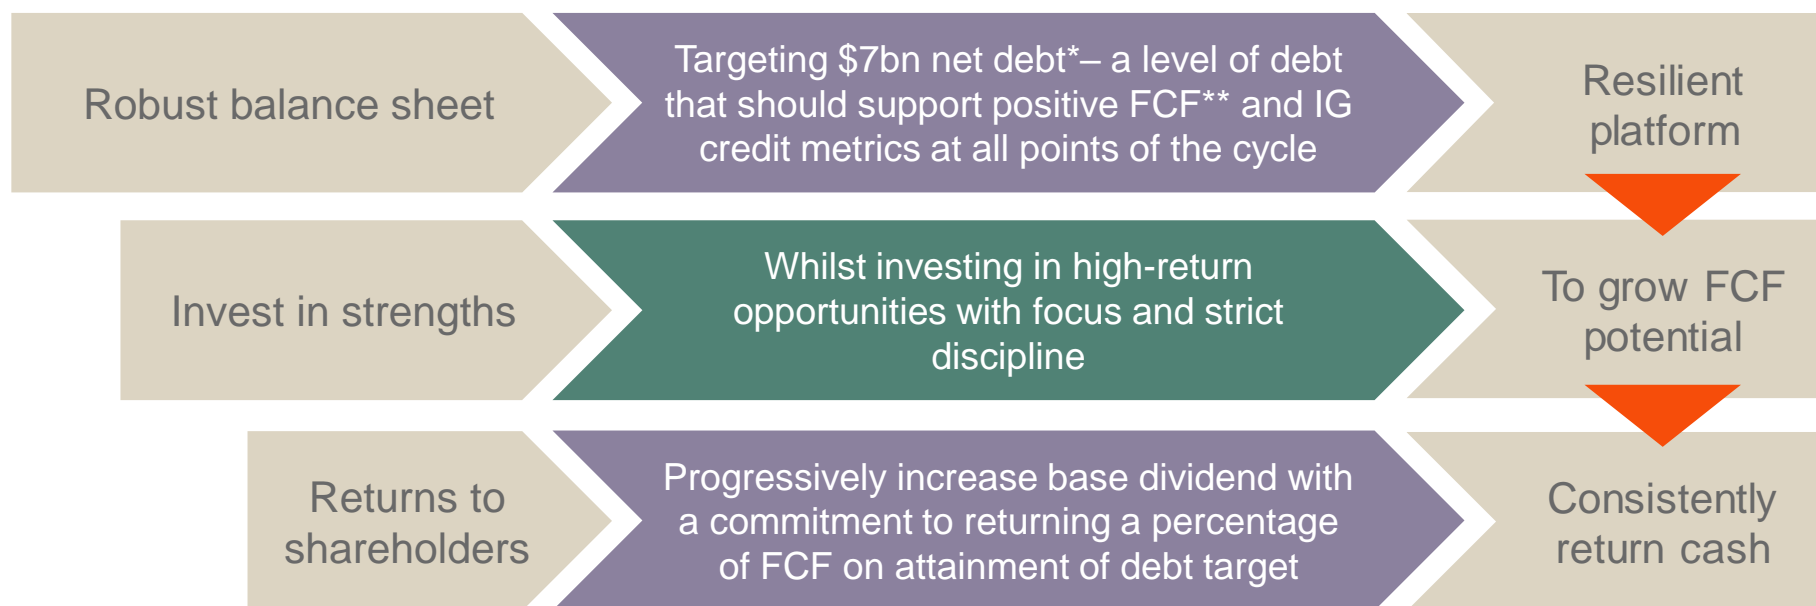 Robust balance sheet
Targeting $7bn net debt*– a level of debt
that should support positive FCF** and IG
credit metrics at all points of the cycle
Resilient
platform
Invest in strengths
Whilst investing in high-return
opportunities with focus and strict
discipline
To grow FCF
potential
Returns to
shareholders
Progressively increase base dividend with
a commitment to returning a percentage
of FCF on attainment of debt target
Consistently
return cash